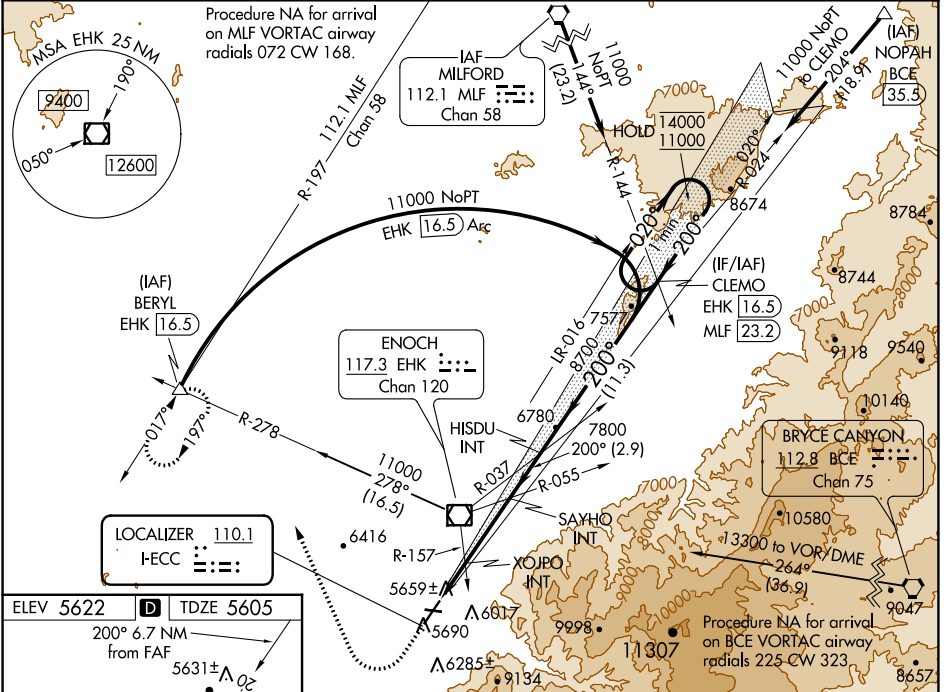 Procedure NA for arrival
on MLF VORTAC airway
radials 072 CW 168.
MSA EHK 25 NM
190°
9400
050°
12600
112.1 MLF
Chan 58
R-197
IAF
MILFORD
112.1 MLF
Chan 58
11000
NoPT
144°
(23.2)
R-144
7000
HOLD
14000
11000
11000 NoPT
to CLEMO
204°
(18.9)
(IAF)
NOPAH
BCE
35.5
020°
R-024
8674
8784
11000 NoPT
EHK 16.5 Arc
020°
1 min
200°
(IF/IAF)
CLEMO
EHK 16.5
MLF 23.2
8744
7000
(IAF)
BERYL
EHK 16.5
7577
LR-016
8700
200°
(11.3)
ENOCH
117.3 EHK
Chan 120
9118
9540
10140
017°
197°
R-278
11000
278°
(16.5)
6780
HISDU
INT
7800
200° (2.9)
R-037
R-055
SAYHO
INT
BRYCE CANYON
112.8 BCE
Chan 75
10580
LOCALIZER 110.1
I-ECC
6416
R-157
XOJPO
INT
13300 to VOR/DME
264°
(36.9)
9047
5659±
6017
5690
6285±
9134
9298
11307
Procedure NA for arrival
on BCE VORTAC airway
radials 225 CW 323.
8657
ELEV 5622 D TDZE 5605
200° 6.7 NM
from FAF
5631±
20